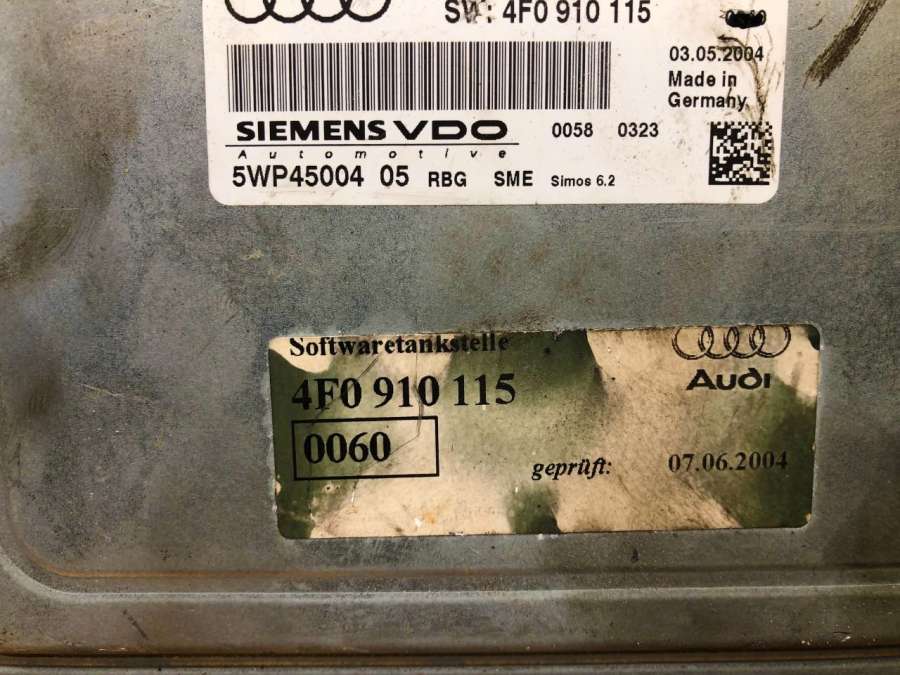 SW: 4F0 910 115
03.05.2004
Made in
Germany
SIEMENS VDO 0058 0323
Automotive
5WP45004 05 RBG SME Simos 6.2
Softwaretankstelle
4F0 910 115
Audi
0060
geprüft: 07.06.2004